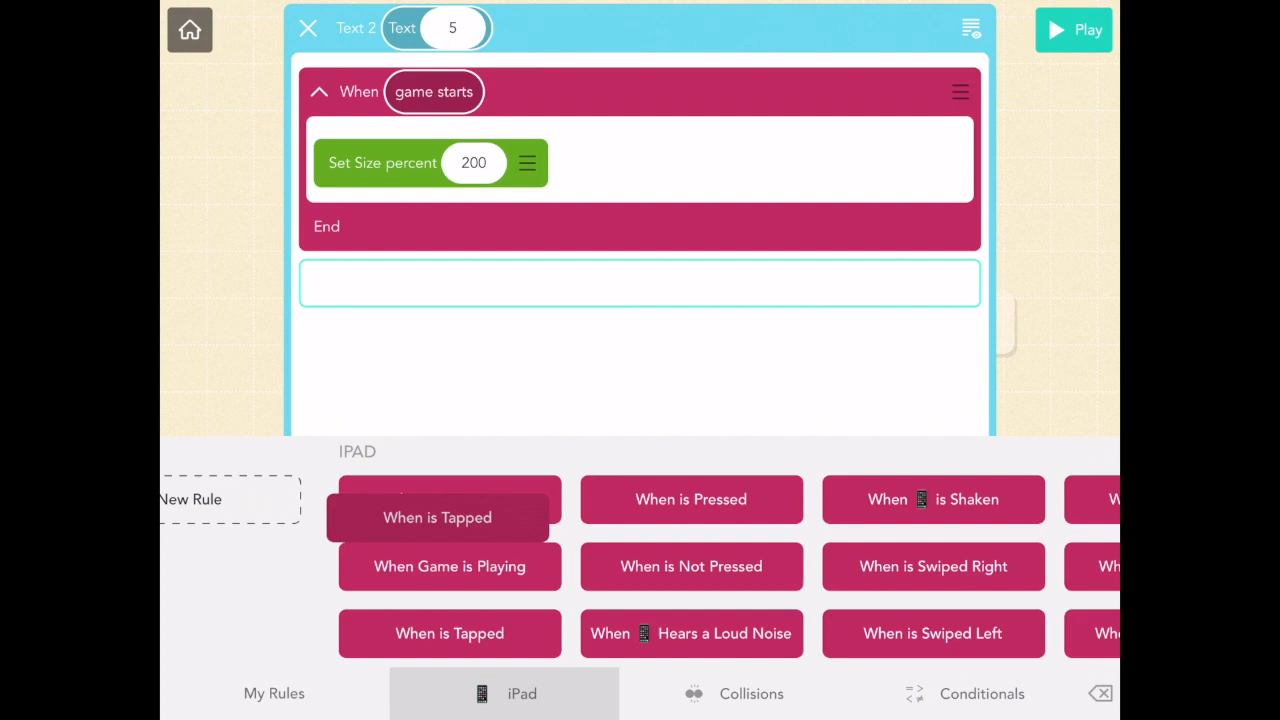 Text 2 Text 5
Play
When game starts
Set Size percent 200
End
IPAD
New Rule
When is Pressed
When 📱 is Shaken
W
When is Tapped
When Game is Playing
When is Not Pressed
When is Swiped Right
Wh
When is Tapped
When 📱 Hears a Loud Noise
When is Swiped Left
Whe
My Rules
iPad
Collisions
Conditionals